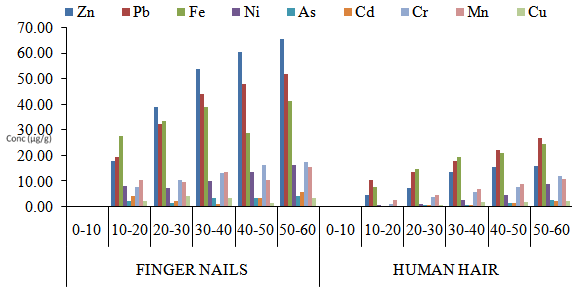 Zn Pb Fe Ni As Cd Cr Mn Cu
70.00
60.00
50.00
40.00
30.00
Conc (µg/g)
20.00
10.00
0.00
0-10 10-20 20-30 30-40 40-50 50-60 0-10 10-20 20-30 30-40 40-50 50-60
FINGER NAILS HUMAN HAIR